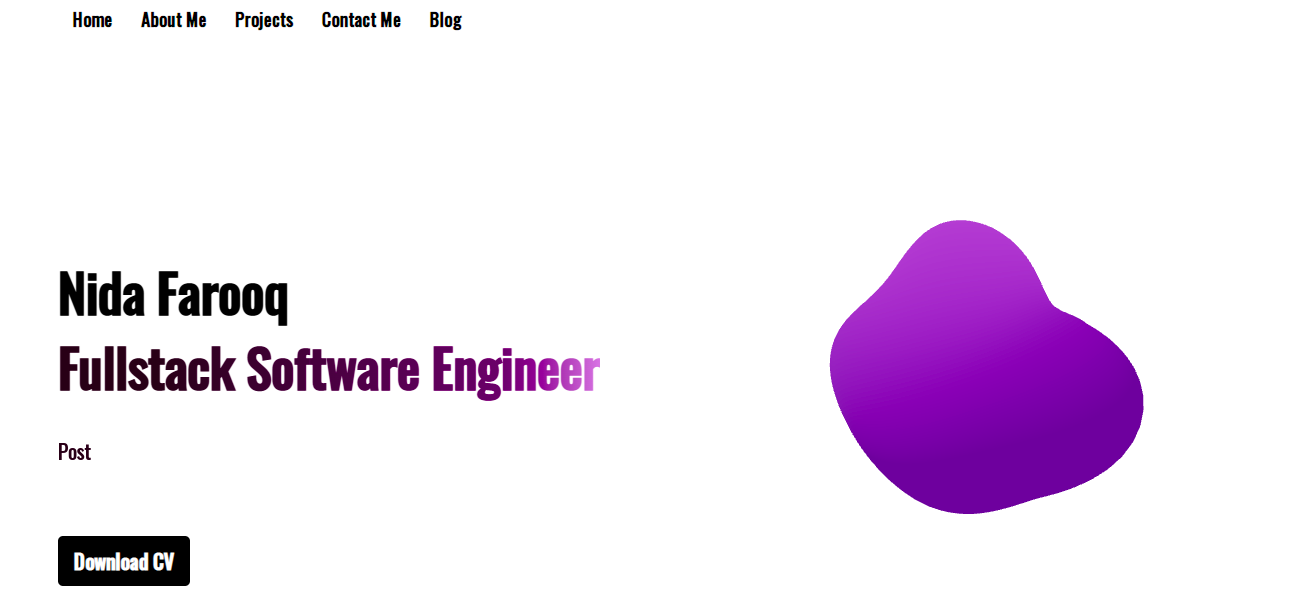 Home About Me Projects Contact Me Blog
Nida Farooq
Fullstack Software Engineer
Post
Download CV